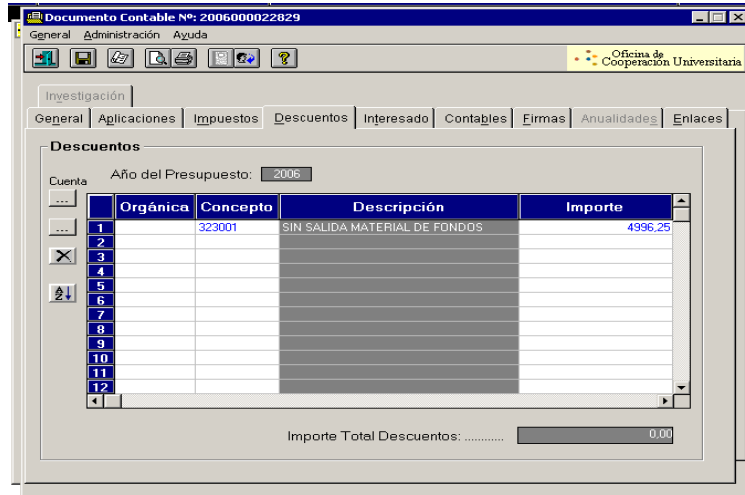 Documento Contable Nº: 2006000022829
General Administración Ayuda
Oficina de
Cooperación Universitaria
Investigación
General Aplicaciones Impuestos Descuentos Interesado Contables Firmas Anualidades Enlaces
Descuentos
Año del Presupuesto: 2006
Cuenta
...
Orgánica Concepto Descripción Importe
... 1 323001 SIN SALIDA MATERIAL DE FONDOS 4996,25
2
3
4
5
6
7
8
9
10
11
12
Importe Total Descuentos: ............ 0,00